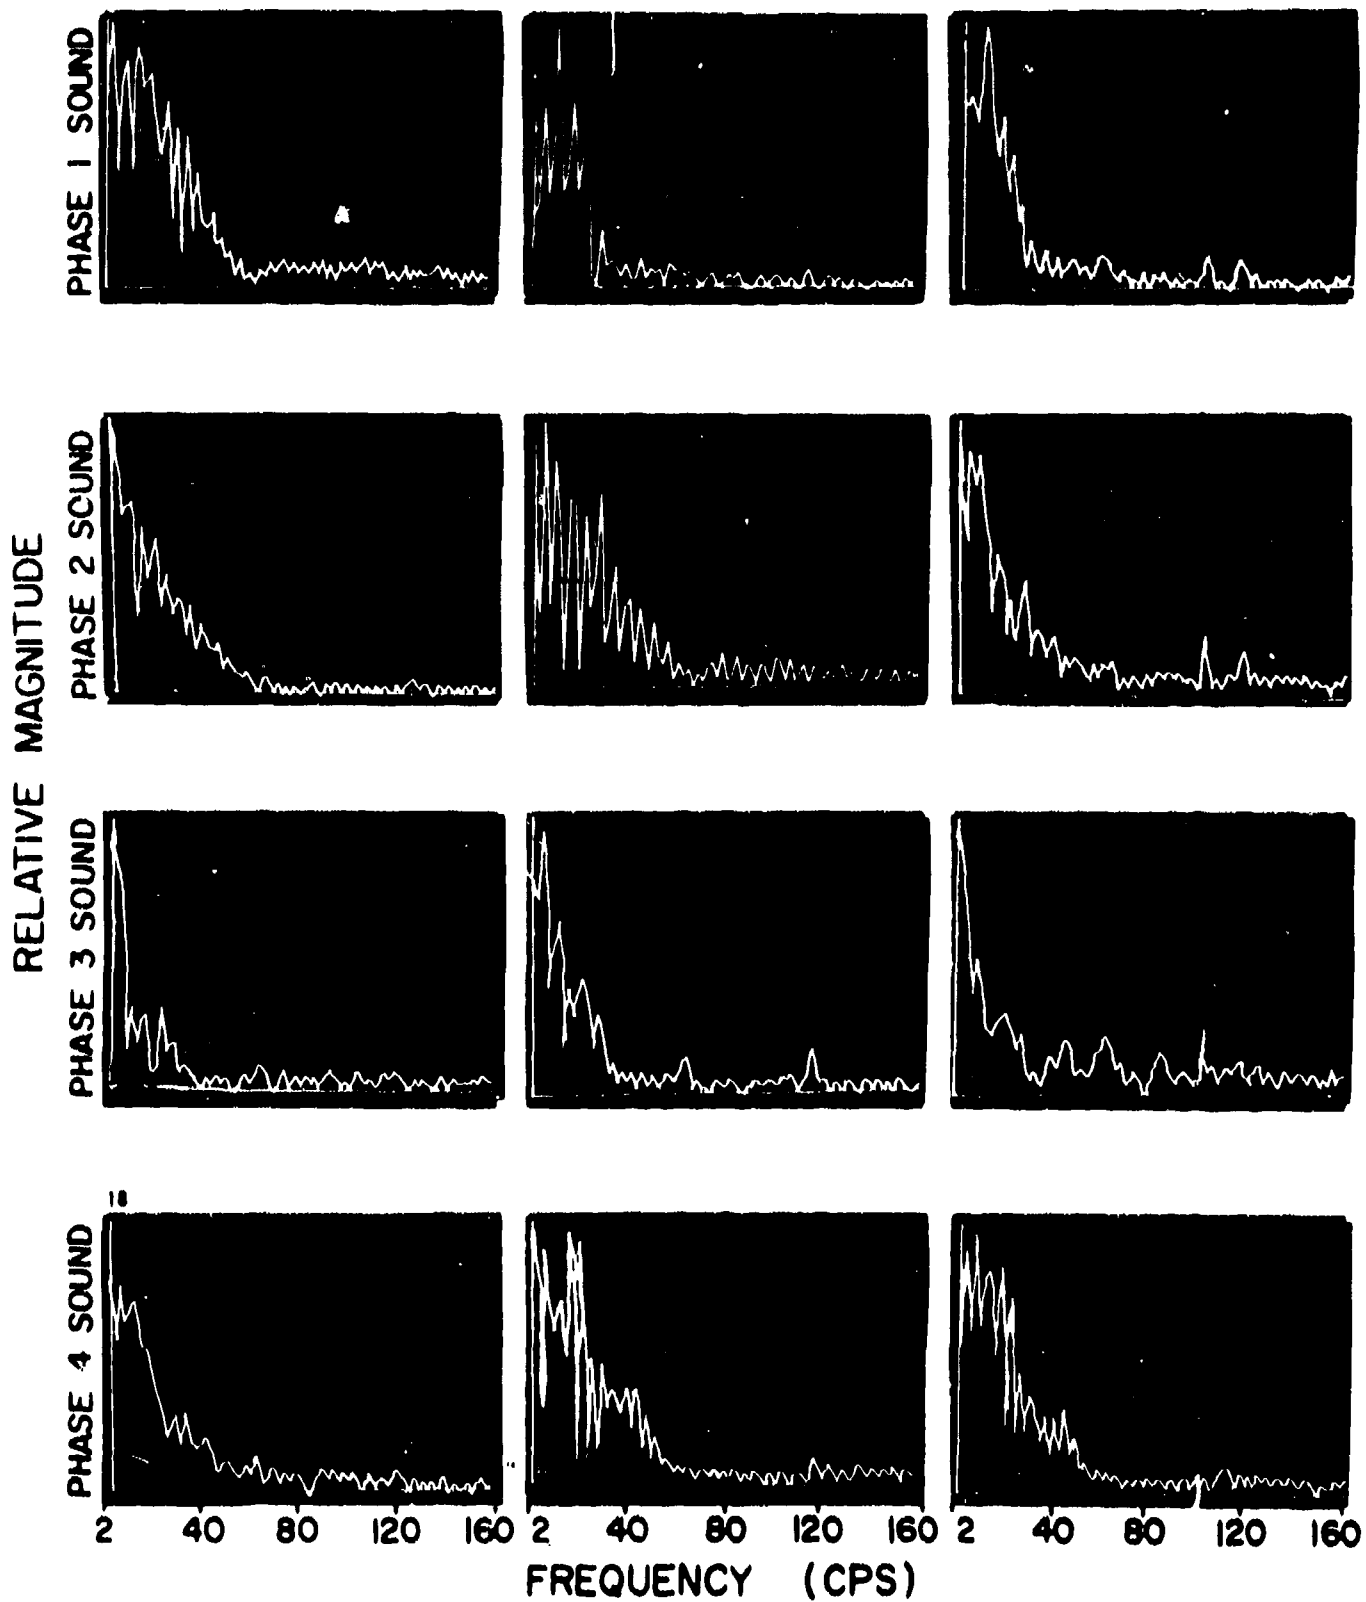 RELATIVE MAGNITUDE
PHASE 1 SOUND
PHASE 2 SOUND
PHASE 3 SOUND
18
PHASE 4 SOUND
2 40 80 120 160 2 40 80 120 160 2 40 80 120 160
FREQUENCY (CPS)